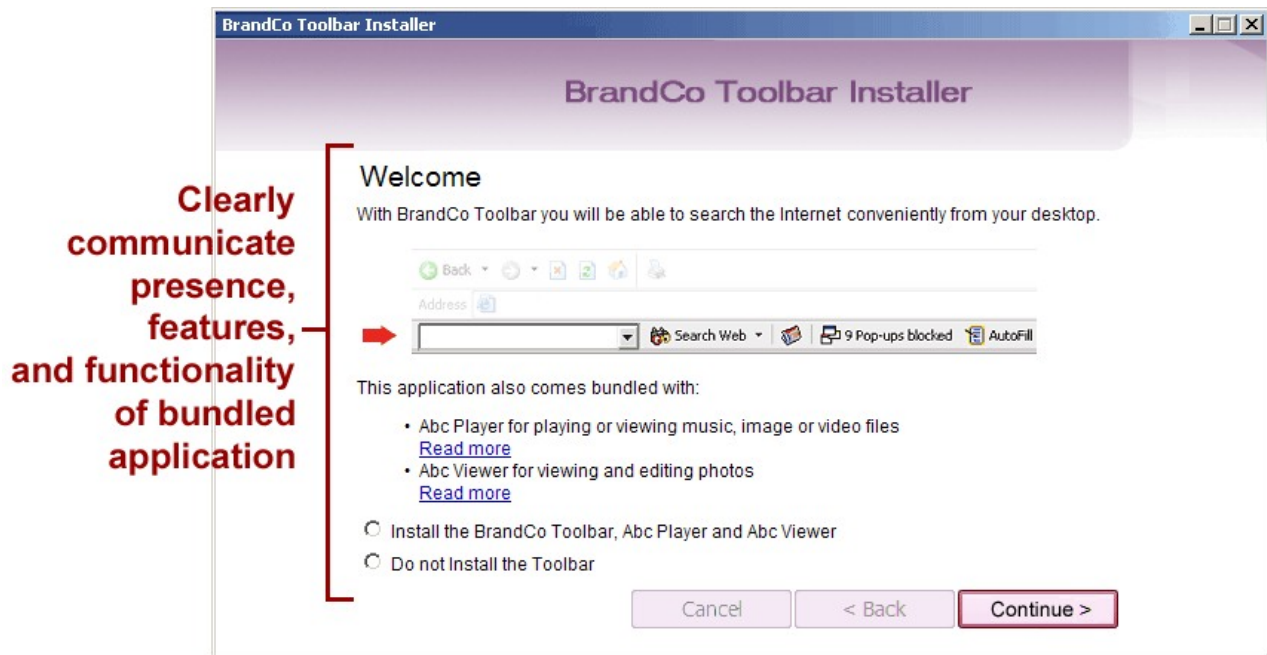 BrandCo Toolbar Installer
BrandCo Toolbar Installer
Clearly
communicate
presence,
features,
and functionality
of bundled
application
Welcome
With BrandCo Toolbar you will be able to search the Internet conveniently from your desktop.
Back
Address
Search Web 9 Pop-ups blocked AutoFill
This application also comes bundled with:
• Abc Player for playing or viewing music, image or video files
Read more
• Abc Viewer for viewing and editing photos
Read more
Install the BrandCo Toolbar, Abc Player and Abc Viewer
Do not Install the Toolbar
Cancel < Back Continue >